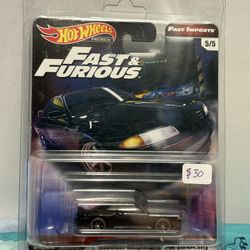 Hot Wheels
PREMIUM
FAST IMPORTS
5/5
FAST &
FURIOUS
$30